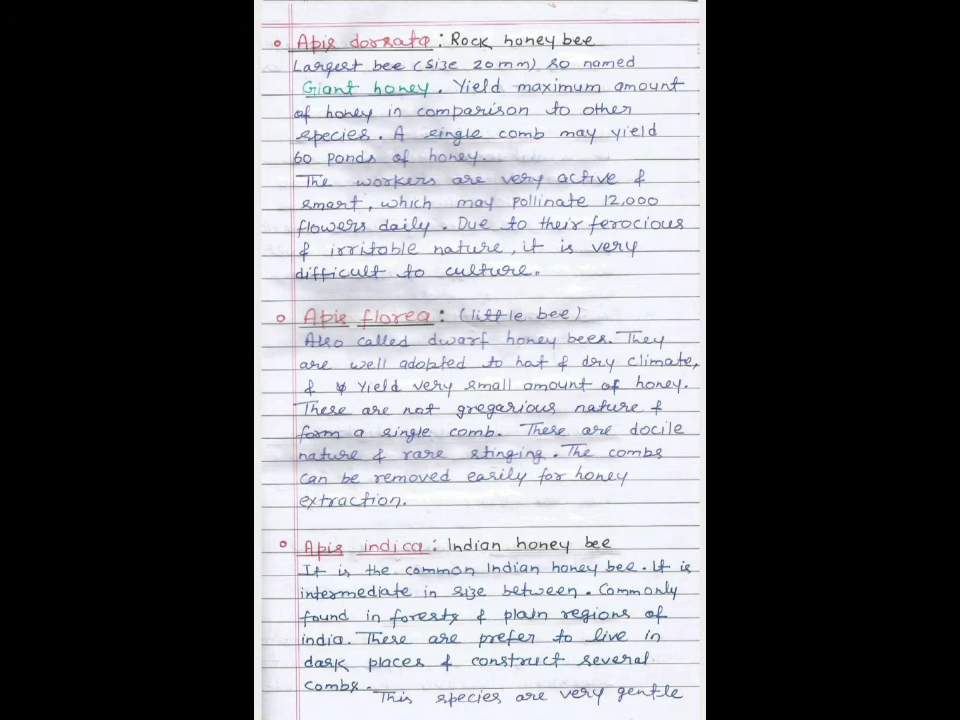 Apis dorsata : Rock honey bee
Largest bee (size 20mm) so named
Giant honey. Yield maximum amount
of honey in comparison to other
species. A single comb may yield
60 ponds of honey.
The workers are very active &
smart, which may pollinate 12,000
flowers daily. Due to their ferocious
& irritable nature, it is very
difficult to culture.
Apis florea : (little bee)
Also called dwarf honey bees. They
are well adopted to hot & dry climate,
& yield very small amount of honey.
These are not gregarious nature &
form a single comb. These are docile
nature & rare stinging. The combs
can be removed easily for honey
extraction.
Apis indica : Indian honey bee
It is the common Indian honey bee. It is
intermediate in size between. Commonly
found in forests & plain regions of
india. These are prefer to live in
dark places & construct several
combs.
This species are very gentle